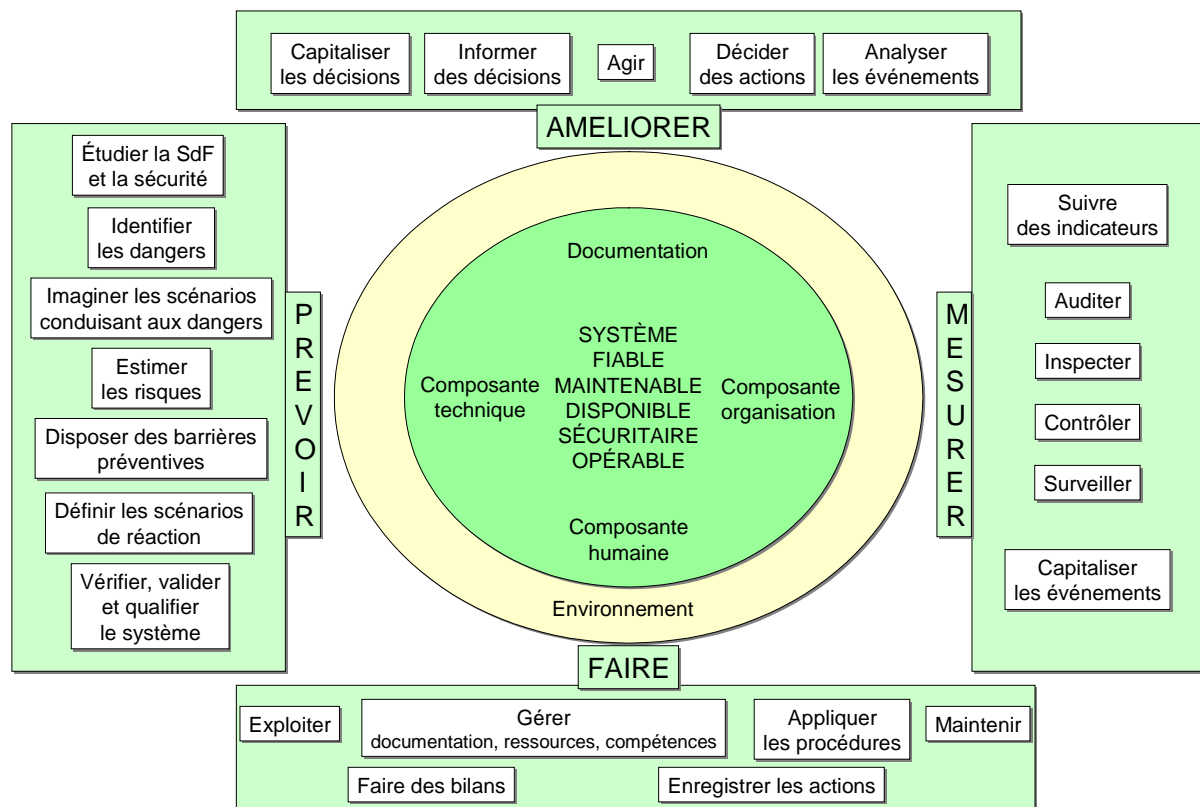 Capitaliser
les décisions
Informer
des décisions
Agir
Décider
des actions
Analyser
les événements
AMELIORER
Étudier la SdF
et la sécurité
Identifier
les dangers
Imaginer les scénarios
conduisant aux dangers
Estimer
les risques
Disposer des barrières
préventives
Définir les scénarios
de réaction
Vérifier, valider
et qualifier
le système
PREVOIR
Documentation
SYSTÈME
FIABLE
MAINTENABLE
DISPONIBLE
SÉCURITAIRE
OPÉRABLE
Composante
technique
Composante
organisation
Composante
humaine
Environnement
MESURER
Suivre
des indicateurs
Auditer
Inspecter
Contrôler
Surveiller
Capitaliser
les événements
FAIRE
Exploiter
Gérer
documentation, ressources, compétences
Appliquer
les procédures
Maintenir
Faire des bilans
Enregistrer les actions